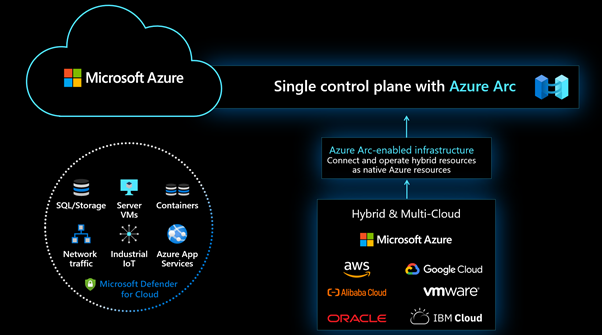 Microsoft Azure
Single control plane with Azure Arc
Azure Arc-enabled infrastructure
Connect and operate hybrid resources
as native Azure resources
SQL/Storage
Server
VMs
Containers
Network
traffic
Industrial
IoT
Azure App
Services
Microsoft Defender
for Cloud
Hybrid & Multi-Cloud
Microsoft Azure
aws
Google Cloud
Alibaba Cloud
vmware®
ORACLE
IBM Cloud